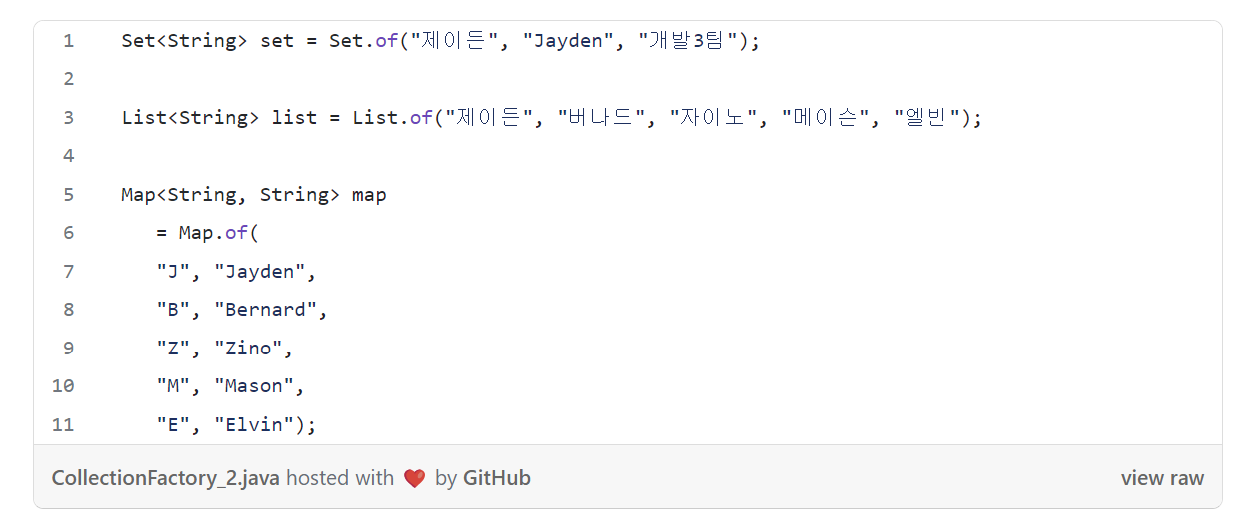 1 Set<String> set = Set.of("제이든", "Jayden", "개발3팀");
2
3 List<String> list = List.of("제이든", "버나드", "자이노", "메이슨", "엘빈");
4
5 Map<String, String> map
6 = Map.of(
7 "J", "Jayden",
8 "B", "Bernard",
9 "Z", "Zino",
10 "M", "Mason",
11 "E", "Elvin");
CollectionFactory_2.java hosted with ❤ by GitHub view raw